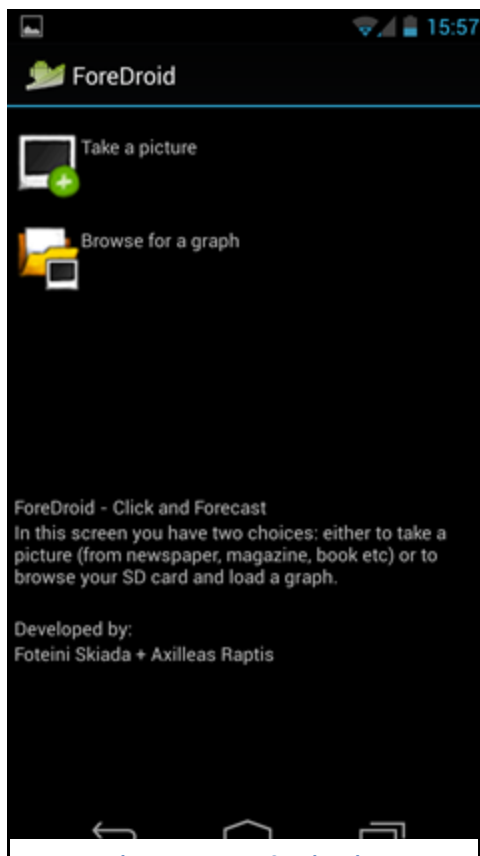 15:57
ForeDroid
Take a picture
Browse for a graph
ForeDroid - Click and Forecast
In this screen you have two choices: either to take a
picture (from newspaper, magazine, book etc) or to
browse your SD card and load a graph.
Developed by:
Foteini Skiada + Axilleas Raptis